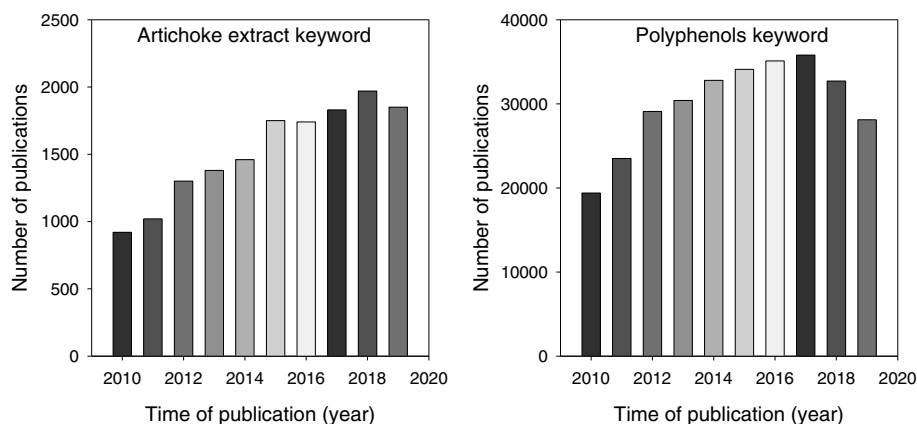 Artichoke extract keyword
Number of publications
2500
2000
1500
1000
500
0
2010 2012 2014 2016 2018 2020
Time of publication (year)
Polyphenols keyword
Number of publications
40000
30000
20000
10000
0
2010 2012 2014 2016 2018 2020
Time of publication (year)